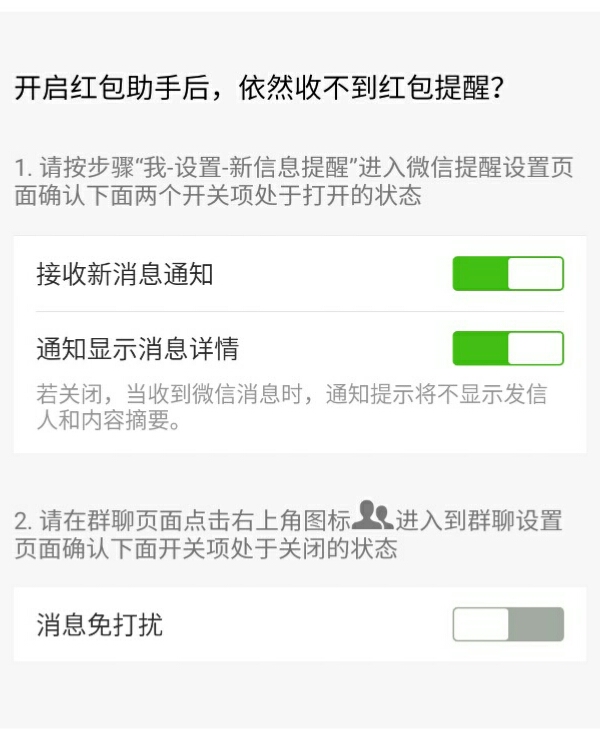 开启红包助手后，依然收不到红包提醒？
1. 请按步骤“我-设置-新信息提醒”进入微信提醒设置页
面确认下面两个开关项处于打开的状态
接收新消息通知
通知显示消息详情
若关闭，当收到微信消息时，通知提示将不显示发信
人和内容摘要。
2. 请在群聊页面点击右上角图标进入到群聊设置
页面确认下面开关项处于关闭的状态
消息免打扰